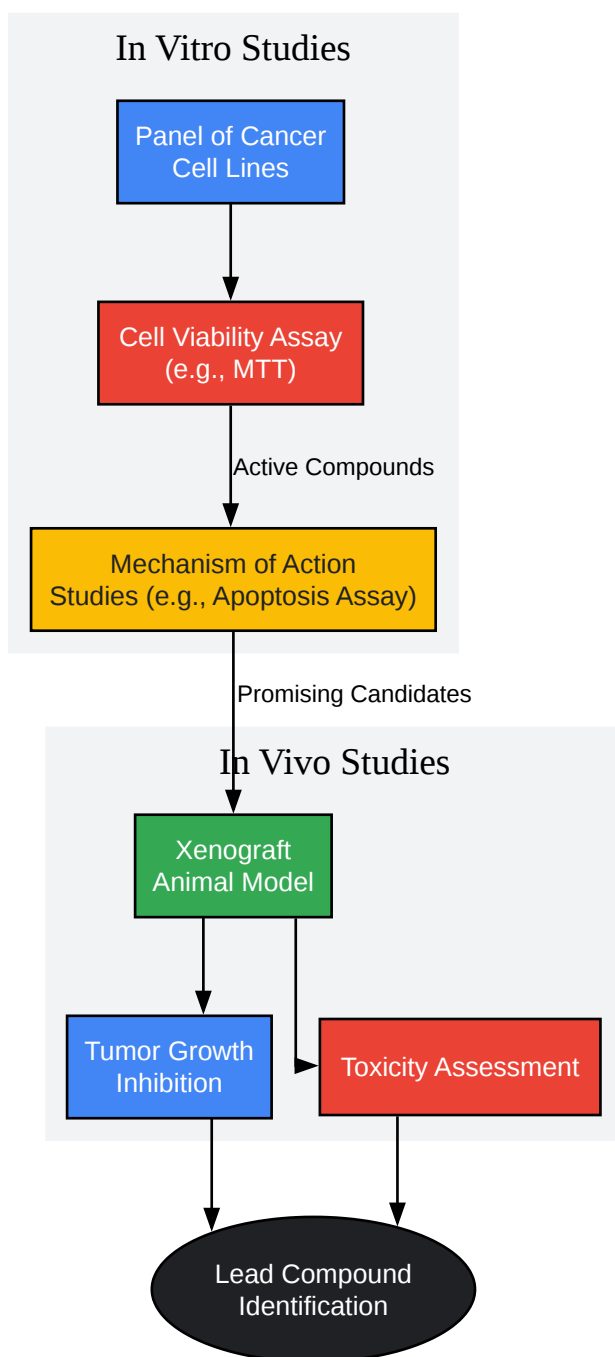 In Vitro Studies
Panel of Cancer
Cell Lines
Cell Viability Assay
(e.g., MTT)
Active Compounds
Mechanism of Action
Studies (e.g., Apoptosis Assay)
Promising Candidates
In Vivo Studies
Xenograft
Animal Model
Tumor Growth
Inhibition
Toxicity Assessment
Lead Compound
Identification